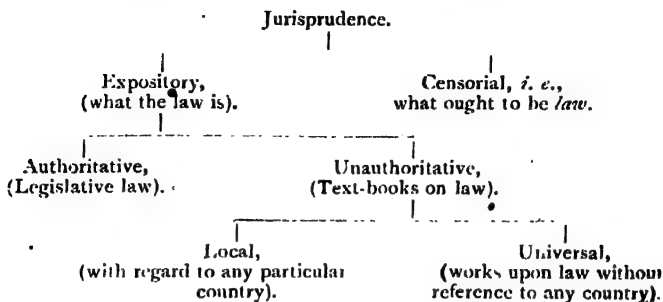 Jurisprudence.
Expository, Censorial, i. e.,
(what the law is). what ought to be law.
Authoritative, Unauthoritative,
(Legislative law). (Text-books on law).
Local, Universal,
(with regard to any particular (works upon law without
country). reference to any country).